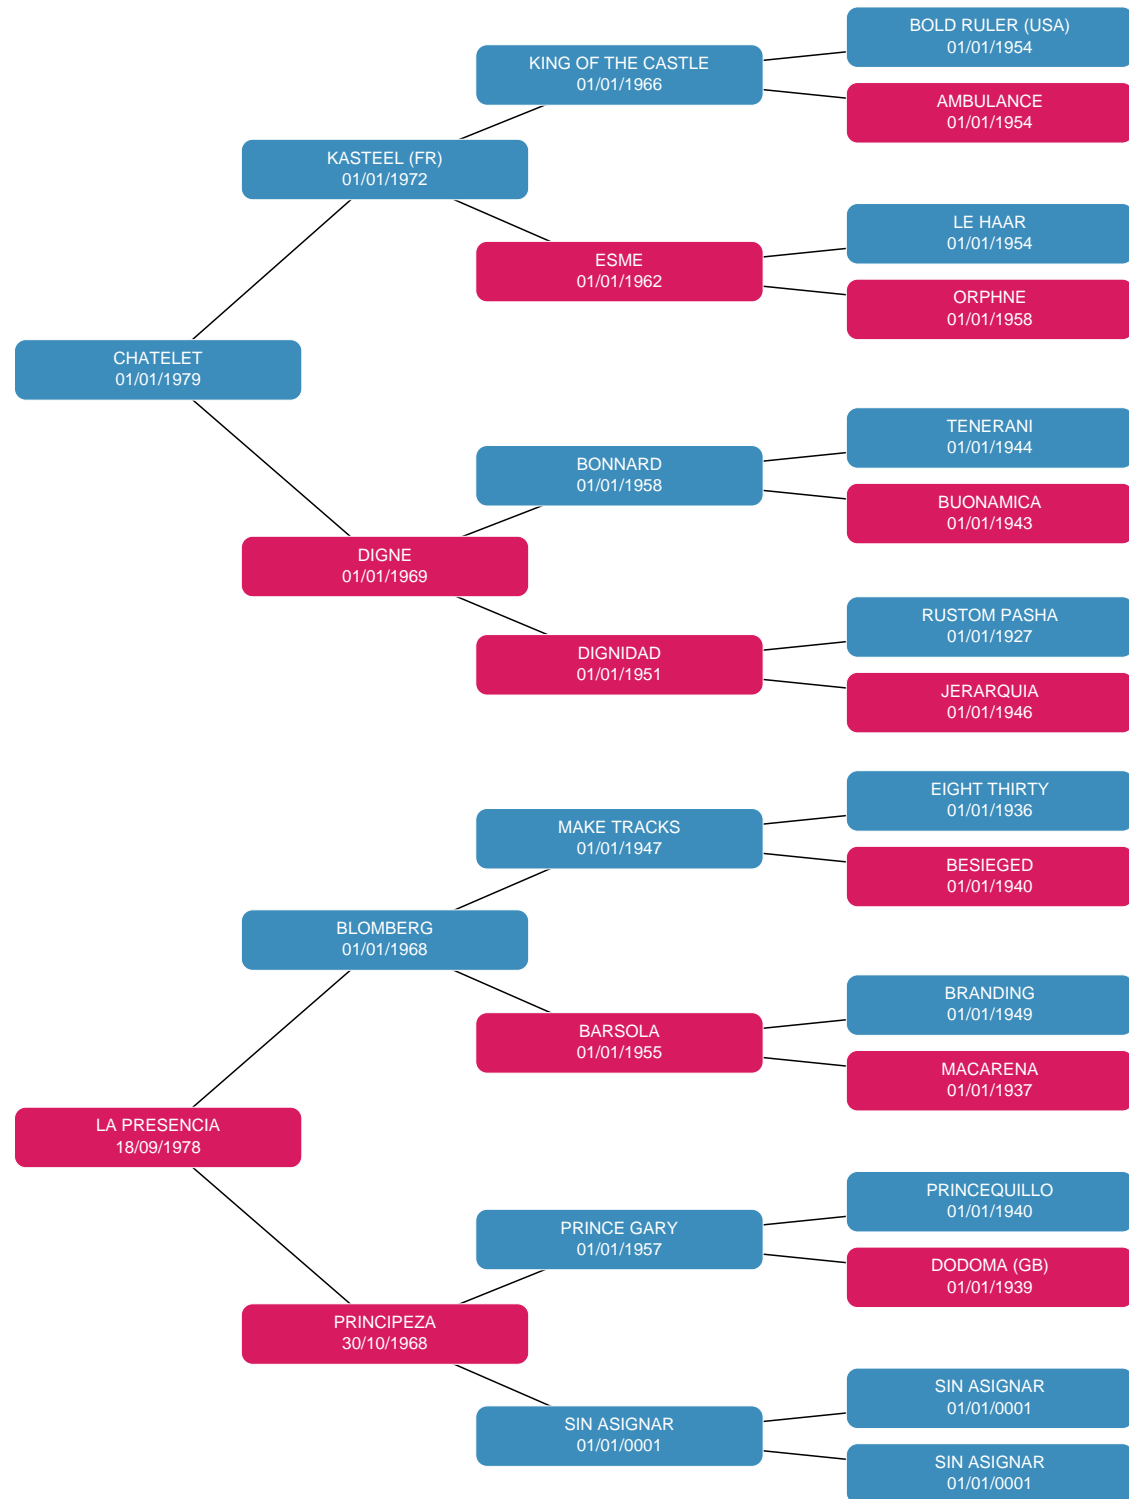 BOLD RULER (USA)
01/01/1954
KING OF THE CASTLE
01/01/1966
AMBULANCE
01/01/1954
KASTEEL (FR)
01/01/1972
LE HAAR
01/01/1954
ESME
01/01/1962
ORPHNE
01/01/1958
CHATELET
01/01/1979
TENERANI
01/01/1944
BONNARD
01/01/1958
BUONAMICA
01/01/1943
DIGNE
01/01/1969
RUSTOM PASHA
01/01/1927
DIGNIDAD
01/01/1951
JERARQUIA
01/01/1946
EIGHT THIRTY
01/01/1936
MAKE TRACKS
01/01/1947
BESIEGED
01/01/1940
BLOMBERG
01/01/1968
BRANDING
01/01/1949
BARSOLA
01/01/1955
MACARENA
01/01/1937
LA PRESENCIA
18/09/1978
PRINCEQUILLO
01/01/1940
PRINCE GARY
01/01/1957
DODOMA (GB)
01/01/1939
PRINCIPEZA
30/10/1968
SIN ASIGNAR
01/01/0001
SIN ASIGNAR
01/01/0001
SIN ASIGNAR
01/01/0001